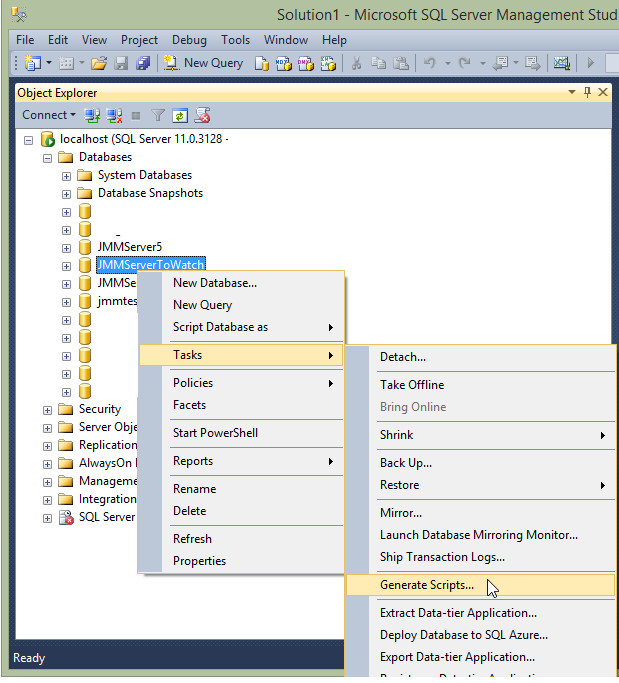 Solution1 - Microsoft SQL Server Management Stud
File Edit View Project Debug Tools Window Help
New Query
Object Explorer
Connect
localhost (SQL Server 11.0.3128 -
Databases
System Databases
Database Snapshots
_
JMMServer5
JMMServerToWatch
JMMSe
jmmtes
Security
Server Obje
Replication
AlwaysOn
Manageme
Integration
SQL Server
New Database...
New Query
Script Database as
Tasks
Policies
Facets
Start PowerShell
Reports
Rename
Delete
Refresh
Properties
Detach...
Take Offline
Bring Online
Shrink
Back Up...
Restore
Mirror...
Launch Database Mirroring Monitor...
Ship Transaction Logs...
Generate Scripts...
Extract Data-tier Application...
Deploy Database to SQL Azure...
Export Data-tier Application...
Ready